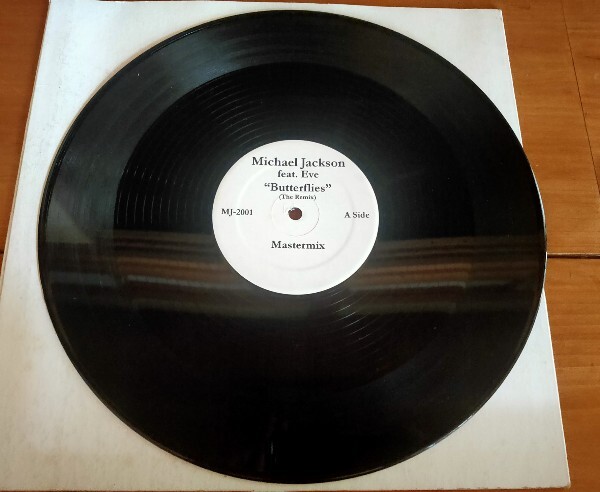 Michael Jackson
feat. Eve
“Butterflies”
(The Remix)
MJ-2001
A Side
Mastermix